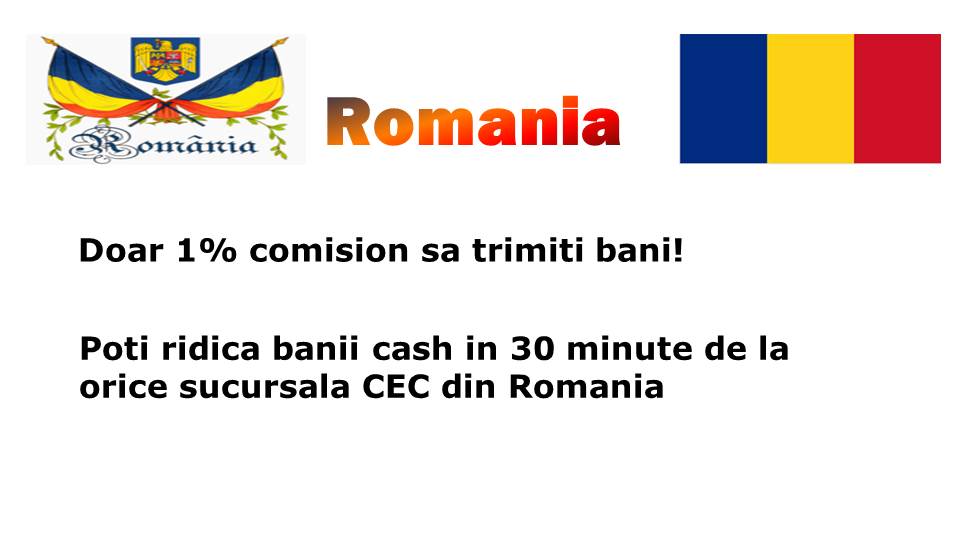 România
Romania
Doar 1% comision sa trimiti bani!
Poti ridica banii cash in 30 minute de la
orice sucursala CEC din Romania